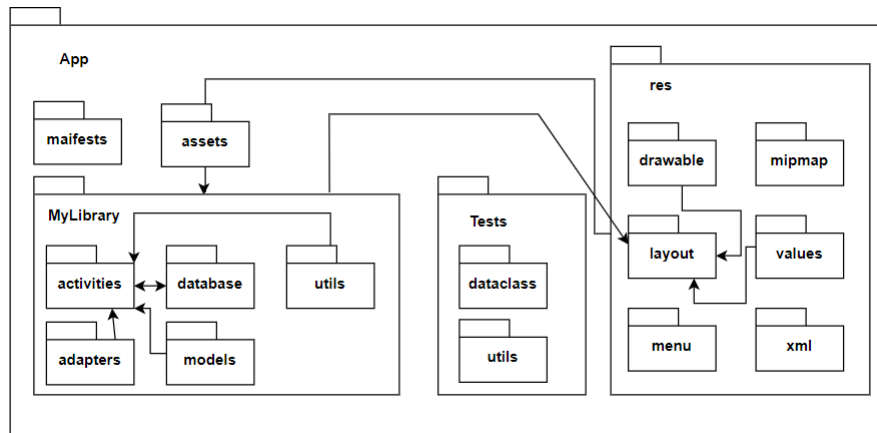 App
res
maifests
assets
drawable
mipmap
MyLibrary
Tests
activities
database
utils
dataclass
layout
values
adapters
models
utils
menu
xml